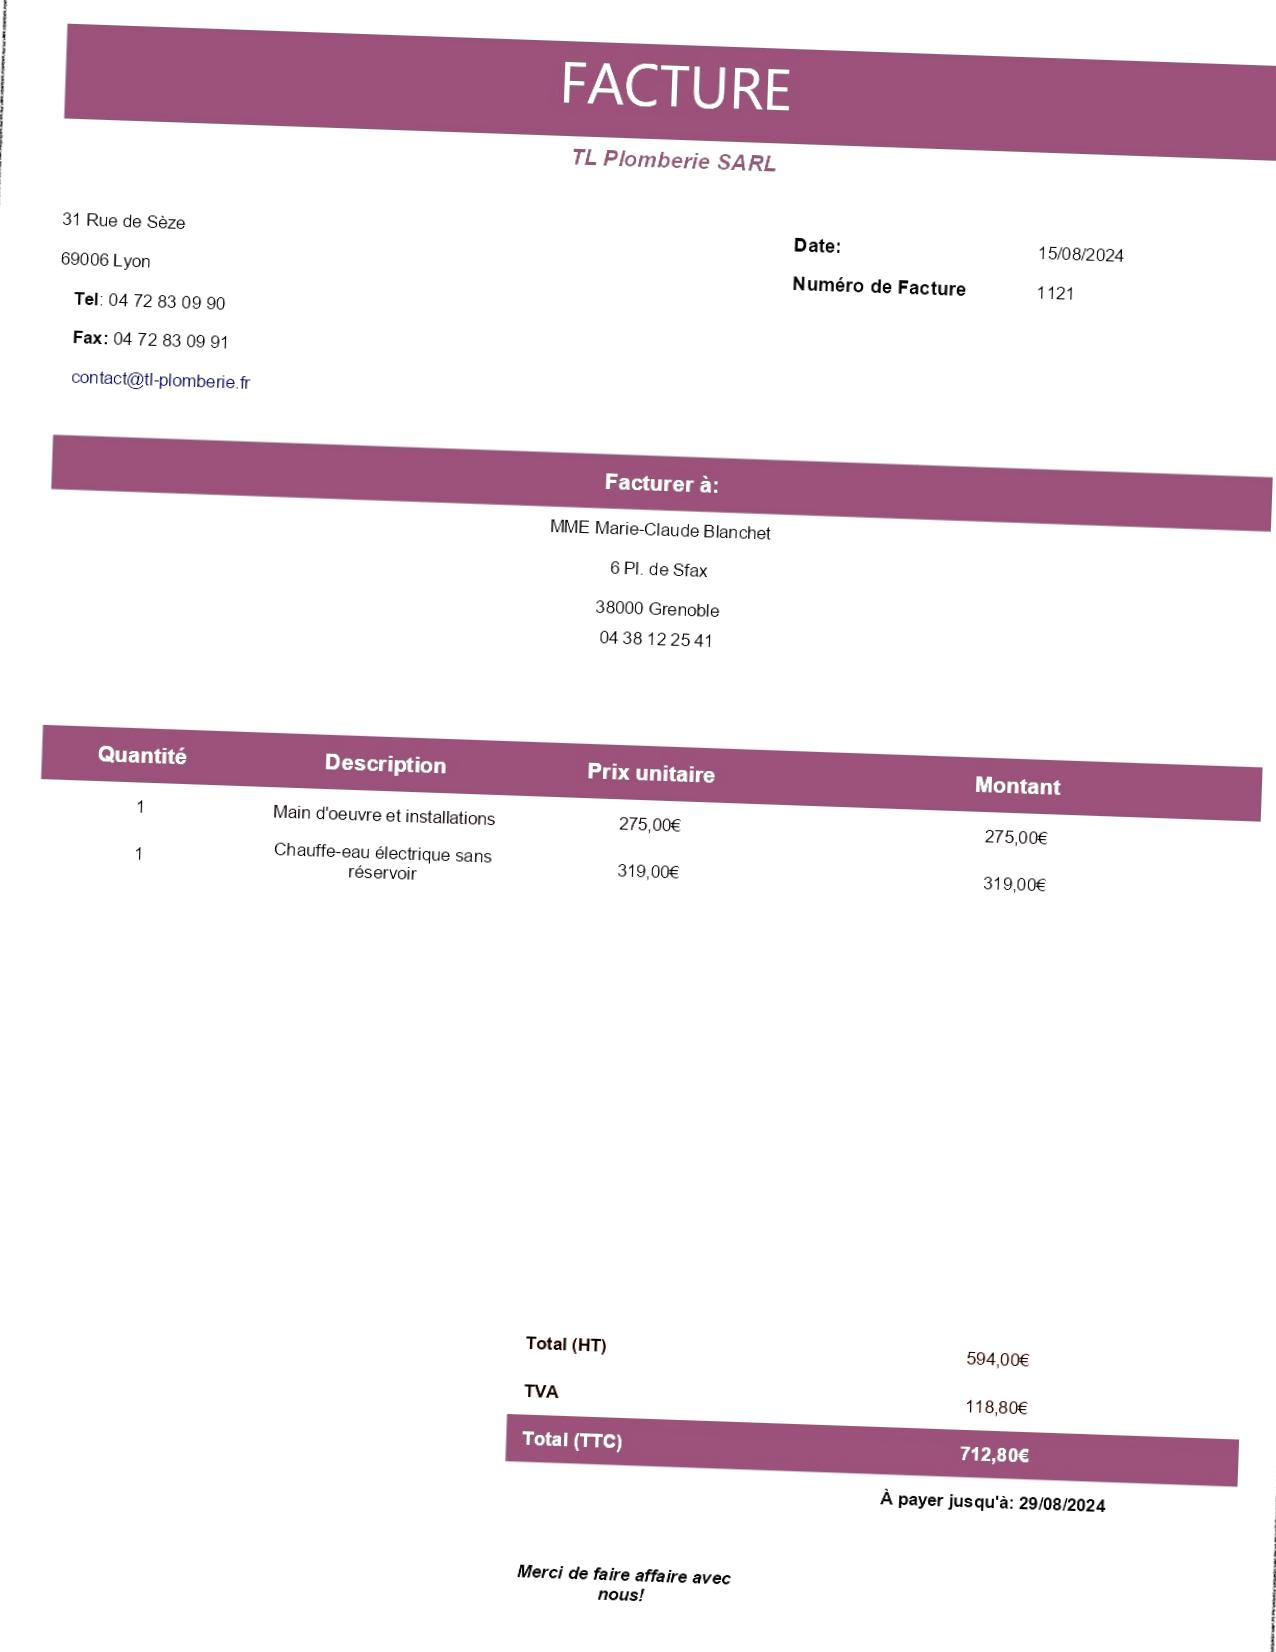 FACTURE
TL Plomberie SARL
31 Rue de Sèze
69006 Lyon
Tel: 04 72 83 09 90
Fax: 04 72 83 09 91
contact@tl-plomberie.fr
Date: 15/08/2024
Numéro de Facture 1121
Facturer à:
MME Marie-Claude Blanchet
6 Pl. de Sfax
38000 Grenoble
04 38 12 25 41
Quantité Description Prix unitaire Montant
1 Main d'oeuvre et installations 275,00€ 275,00€
1 Chauffe-eau électrique sans
réservoir 319,00€ 319,00€
Total (HT) 594,00€
TVA 118,80€
Total (TTC) 712,80€
À payer jusqu'à: 29/08/2024
Merci de faire affaire avec
nous!